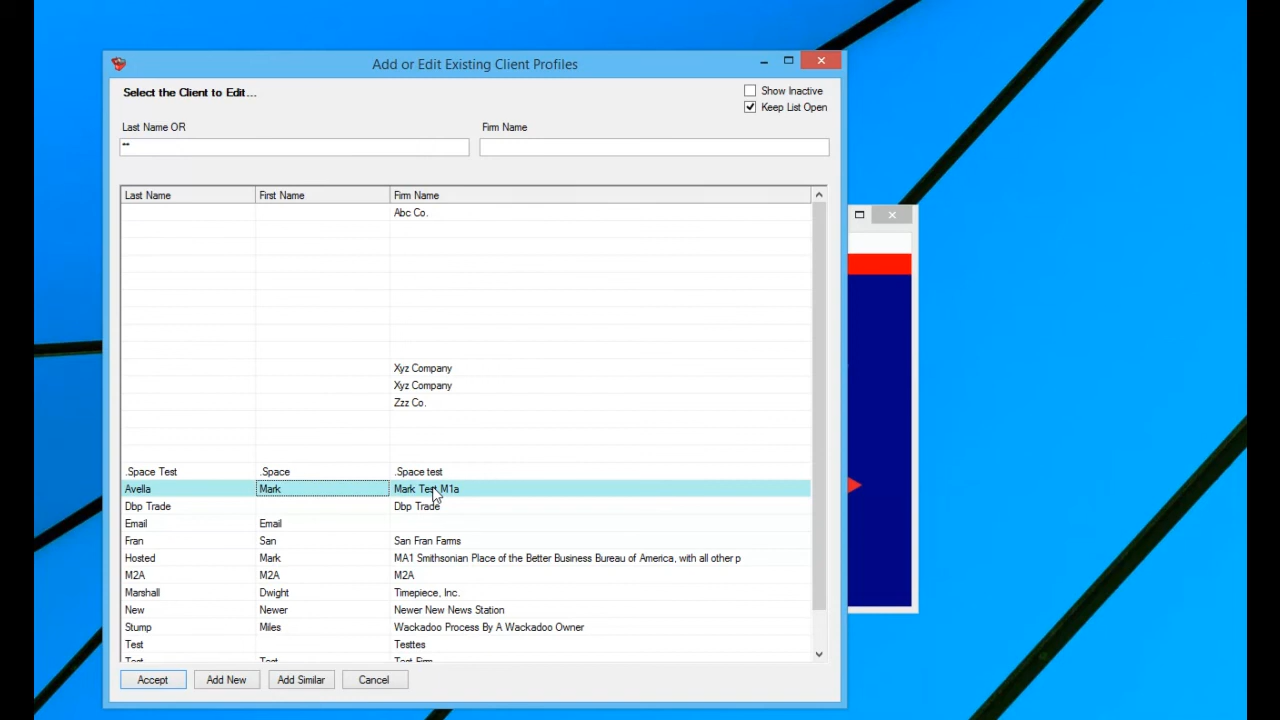 Add or Edit Existing Client Profiles
Select the Client to Edit...
Show Inactive
Keep List Open
Last Name OR
Firm Name
**
Last Name First Name Firm Name
Abc Co.
Xyz Company
Xyz Company
Zzz Co.
.Space Test .Space .Space test
Avella Mark Mark Test M1a
Dbp Trade Dbp Trade
Email Email
Fran San San Fran Farms
Hosted Mark MA1 Smithsonian Place of the Better Business Bureau of America, with all other p
M2A M2A M2A
Marshall Dwight Timepiece, Inc.
New Newer Newer New News Station
Stump Miles Wackadoo Process By A Wackadoo Owner
Test Testtes
Test Test Test Firm
Accept Add New Add Similar Cancel